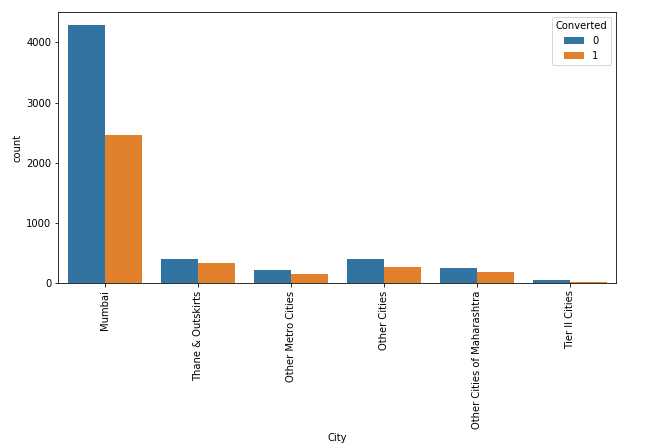 Converted
0
1
4000
3000
2000
1000
0
count
Mumbai
Thane & Outskirts
Other Metro Cities
Other Cities
Other Cities of Maharashtra
Tier II Cities
City